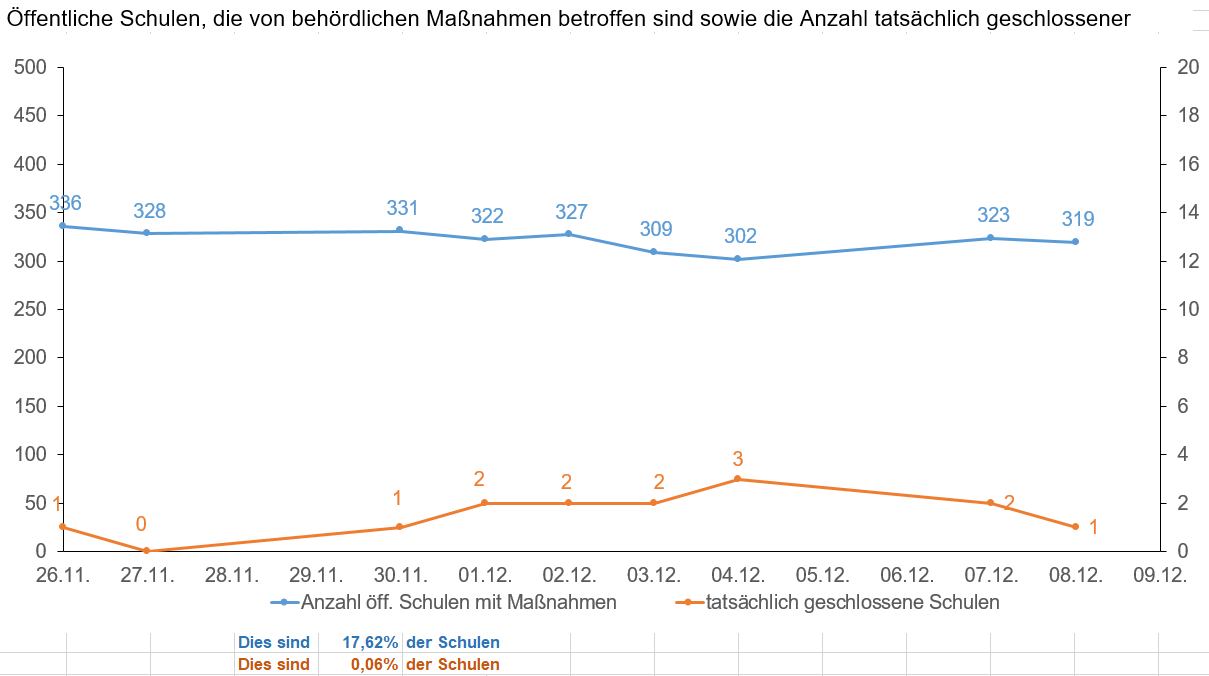 Öffentliche Schulen, die von behördlichen Maßnahmen betroffen sind sowie die Anzahl tatsächlich geschlossener
500 20
450 18
400 16
350 14
300 12
250 10
200 8
150 6
100 4
50 2
0 0
336 328 331 322 327 309 302 323 319
1 0 1 2 2 2 3 2 1
26.11. 27.11. 28.11. 29.11. 30.11. 01.12. 02.12. 03.12. 04.12. 05.12. 06.12. 07.12. 08.12. 09.12.
Anzahl öff. Schulen mit Maßnahmen tatsächlich geschlossene Schulen
Dies sind 17,62% der Schulen
Dies sind 0,06% der Schulen